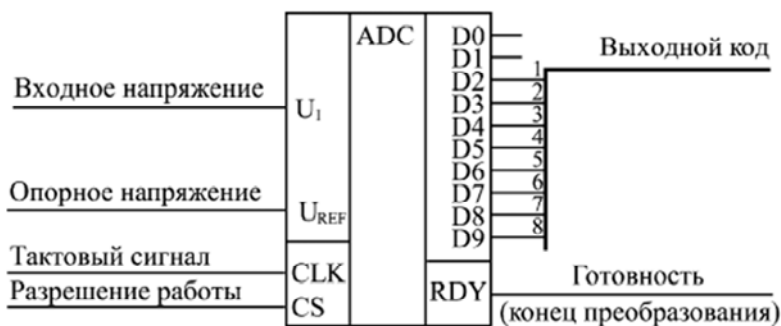 ADC
D0
D1
D2
D3
D4
D5
D6
D7
D8
D9
1
2
3
4
5
6
7
8
Выходной код
Входное напряжение
U₁
Опорное напряжение
U_REF
Тактовый сигнал
CLK
Разрешение работы
CS
RDY
Готовность
(конец преобразования)